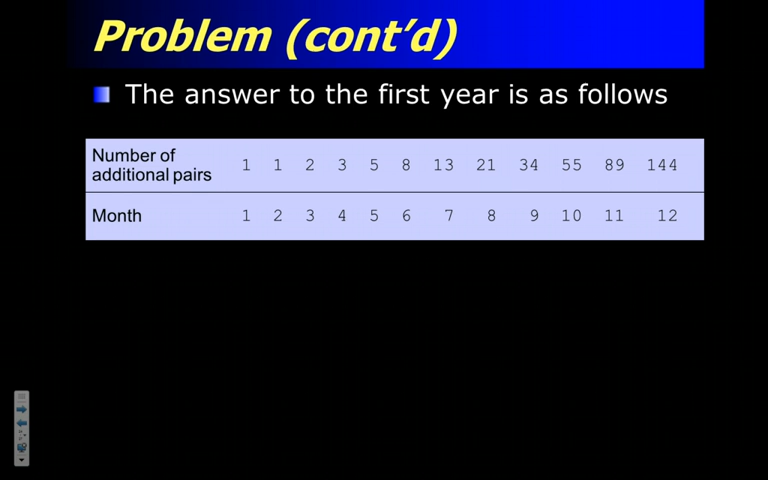 Problem (cont'd)
The answer to the first year is as follows
Number of
additional pairs 1 1 2 3 5 8 13 21 34 55 89 144
Month 1 2 3 4 5 6 7 8 9 10 11 12